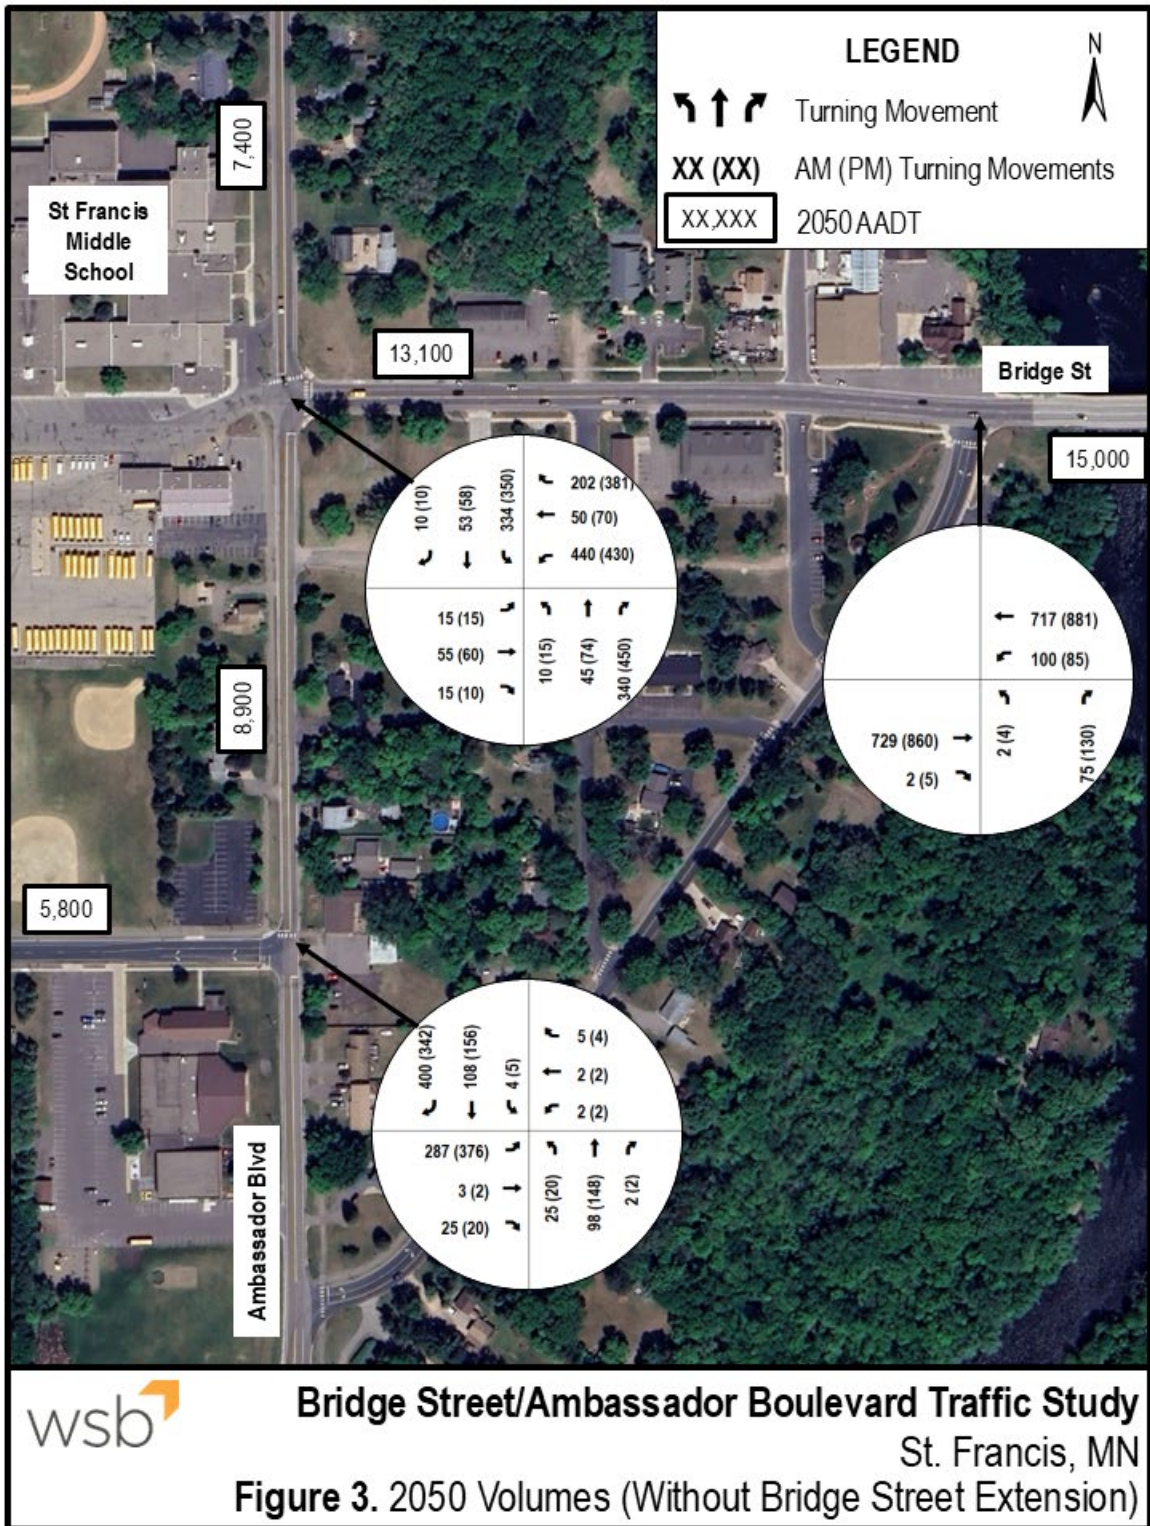 LEGEND
N
Turning Movement
XX (XX) AM (PM) Turning Movements
XX,XXX 2050 AADT
7,400
St Francis
Middle
School
13,100
Bridge St
15,000
10 (10)
53 (58)
334 (350)
202 (381)
50 (70)
440 (430)
15 (15)
55 (60)
15 (10)
10 (15)
45 (74)
340 (450)
717 (881)
100 (85)
729 (860)
2 (5)
2 (4)
75 (130)
8,900
5,800
400 (342)
108 (156)
4 (5)
5 (4)
2 (2)
2 (2)
287 (376)
3 (2)
25 (20)
25 (20)
98 (148)
2 (2)
Ambassador Blvd
wsb
Bridge Street/Ambassador Boulevard Traffic Study
St. Francis, MN
Figure 3. 2050 Volumes (Without Bridge Street Extension)